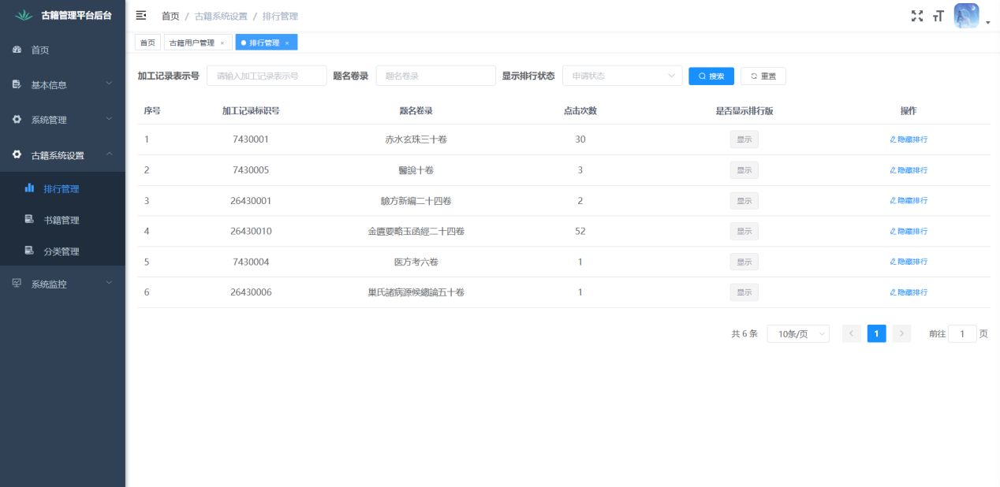 古籍管理平台后台
首页 / 古籍系统设置 / 排行管理
首页 古籍用户管理 × 排行管理 ×
首页
基本信息
系统管理
古籍系统设置
排行管理
书籍管理
分类管理
系统监控
加工记录表示号 请输入加工记录表示号 题名卷录 题名卷录 显示排行状态 申请状态 搜索 重置
序号 加工记录标识号 题名卷录 点击次数 是否显示排行版 操作
1 7430001 赤水玄珠三十卷 30 显示 隐藏排行
2 7430005 醫說十卷 3 显示 隐藏排行
3 26430001 驗方新編二十四卷 2 显示 隐藏排行
4 26430010 金匱要略玉函經二十四卷 52 显示 隐藏排行
5 7430004 医方考六卷 1 显示 隐藏排行
6 26430006 巢氏諸病源候總論五十卷 1 显示 隐藏排行
共 6 条 10条/页 1 前往 1 页